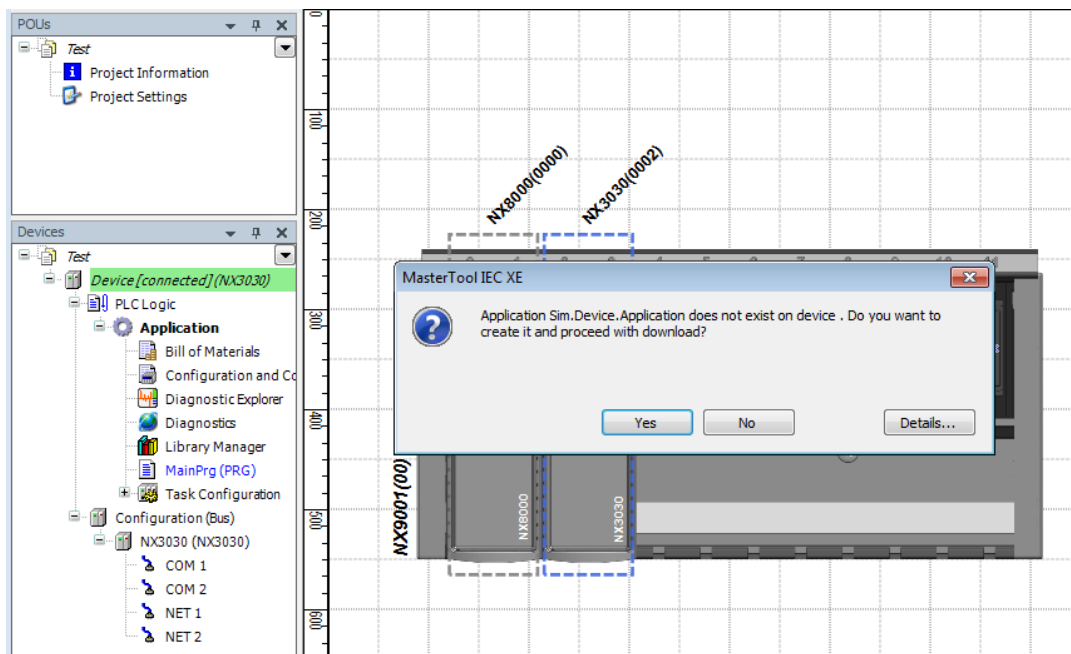 POUs
Test
Project Information
Project Settings
Devices
Test
Device [connected] (NX3030)
PLC Logic
Application
Bill of Materials
Configuration and Co
Diagnostic Explorer
Diagnostics
Library Manager
MainPrg (PRG)
Task Configuration
Configuration (Bus)
NX3030 (NX3030)
COM 1
COM 2
NET 1
NET 2
0
100
200
300
400
500
600
NX8000(0000)
NX3030(0002)
MasterTool IEC XE
Application Sim.Device.Application does not exist on device . Do you want to
create it and proceed with download?
Yes
No
Details...
NX9001(00)
NX8000
NX3030